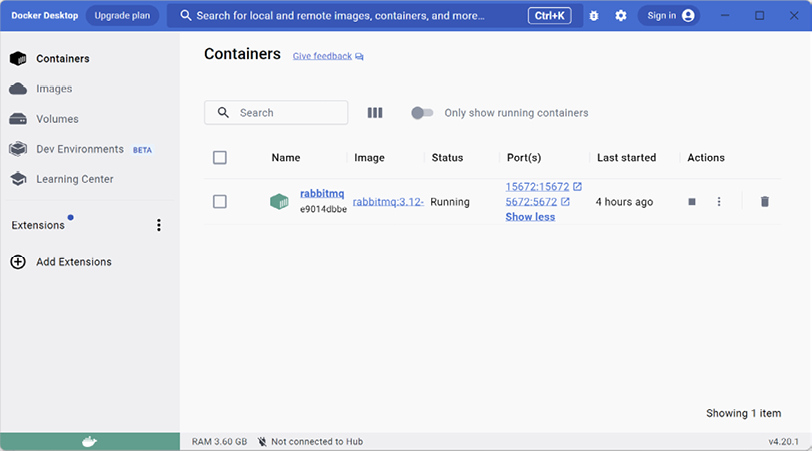 Docker Desktop Upgrade plan Search for local and remote images, containers, and more... Ctrl+K Sign in
Containers
Images
Volumes
Dev Environments BETA
Learning Center
Extensions
Add Extensions
Containers Give feedback
Search Only show running containers
Name Image Status Port(s) Last started Actions
rabbitmq
e9014dbbe
rabbitmq:3.12- Running
15672:15672
5672:5672
Show less
4 hours ago
Showing 1 item
RAM 3.60 GB Not connected to Hub v4.20.1